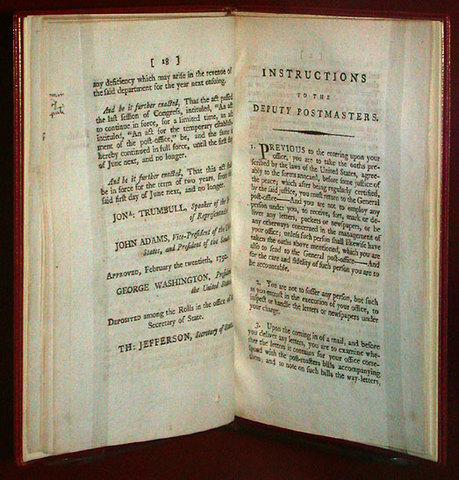 [ 18 ]
any deficiency which may arise in the revenue of
the said department for the year next ensuing.
And be it further enacted, That the act passed
the last session of Congress, intituled, "An act
to continue in force, for a limited time, an act
intituled, "An act for the temporary establish-
ment of the post-office," be, and the same is
hereby continued in full force, until the first
of June next, and no longer.
And be it further enacted, That this act
be in force for the term of two years, from the
said first day of June next, and no longer.
JONᵃ: TRUMBULL, Speaker of the
of Representati
JOHN ADAMS, Vice-President of the
States, and President of the Sena
APPROVED, February the twentieth, 1792.
GEORGE WASHINGTON, Presid
the United State
DEPOSITED among the Rolls in the office of
Secretary of State.
TH: JEFFERSON, Secretary of
INSTRUCTIONS
TO THE
DEPUTY POSTMASTERS.
1. PREVIOUS to the entering upon your
office, you are to take the oaths pre-
scribed by the laws of the United States, agree-
ably to the forms annexed, before some justice of
the peace; which after being regularly certified,
by the said justice, you must return to the General
post-office——And you are not to employ any
person under you, to receive, sort, mark or de-
liver any letters, packets or newspapers, or be
any otherways concerned in the management of
your office; unless such person shall likewise have
taken the oaths above mentioned, which you are
also to send to the General post-office——And
for the care and fidelity of such person you are to
be accountable.
2. You are not to suffer any person, but such
as you entrust in the execution of your office, to
inspect or handle the letters or newspapers under
your charge.
3. Upon the coming in of a mail, and before
you deliver any letters, you are to examine whe-
ther the letters it contains for your office corre-
spond with the post-masters bills accompanying
them; and to note on such bills the way-letters,